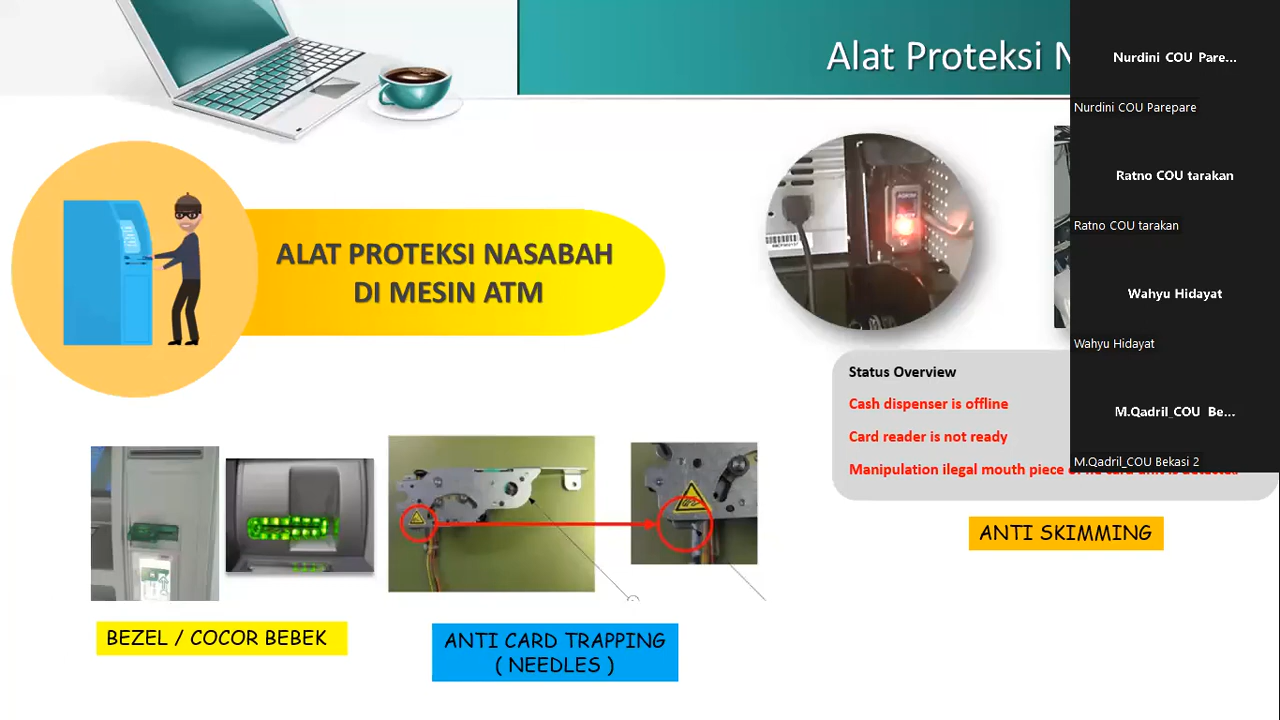 Alat Proteksi
Nurdini COU Pare...
Nurdini COU Parepare
Ratno COU tarakan
Ratno COU tarakan
Wahyu Hidayat
Wahyu Hidayat
M.Qadril_COU Be...
M.Qadril_COU Bekasi 2
ALAT PROTEKSI NASABAH
DI MESIN ATM
Status Overview
Cash dispenser is offline
Card reader is not ready
Manipulation ilegal mouth piece
ANTI SKIMMING
BEZEL / COCOR BEBEK
ANTI CARD TRAPPING
( NEEDLES )